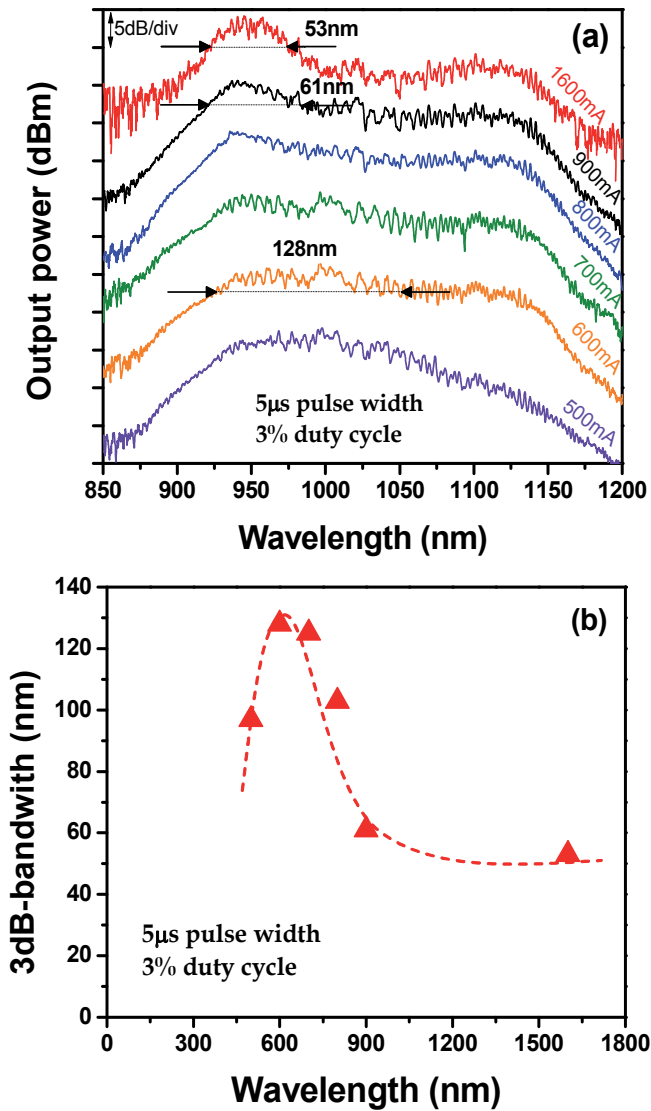 5dB/div
53nm
(a)
1600mA
61nm
900mA
800mA
700mA
128nm
600mA
500mA
5μs pulse width
3% duty cycle
Output power (dBm)
850 900 950 1000 1050 1100 1150 1200
Wavelength (nm)
140
(b)
120
100
80
60
40
20
0
5μs pulse width
3% duty cycle
3dB-bandwith (nm)
0 300 600 900 1200 1500 1800
Wavelength (nm)